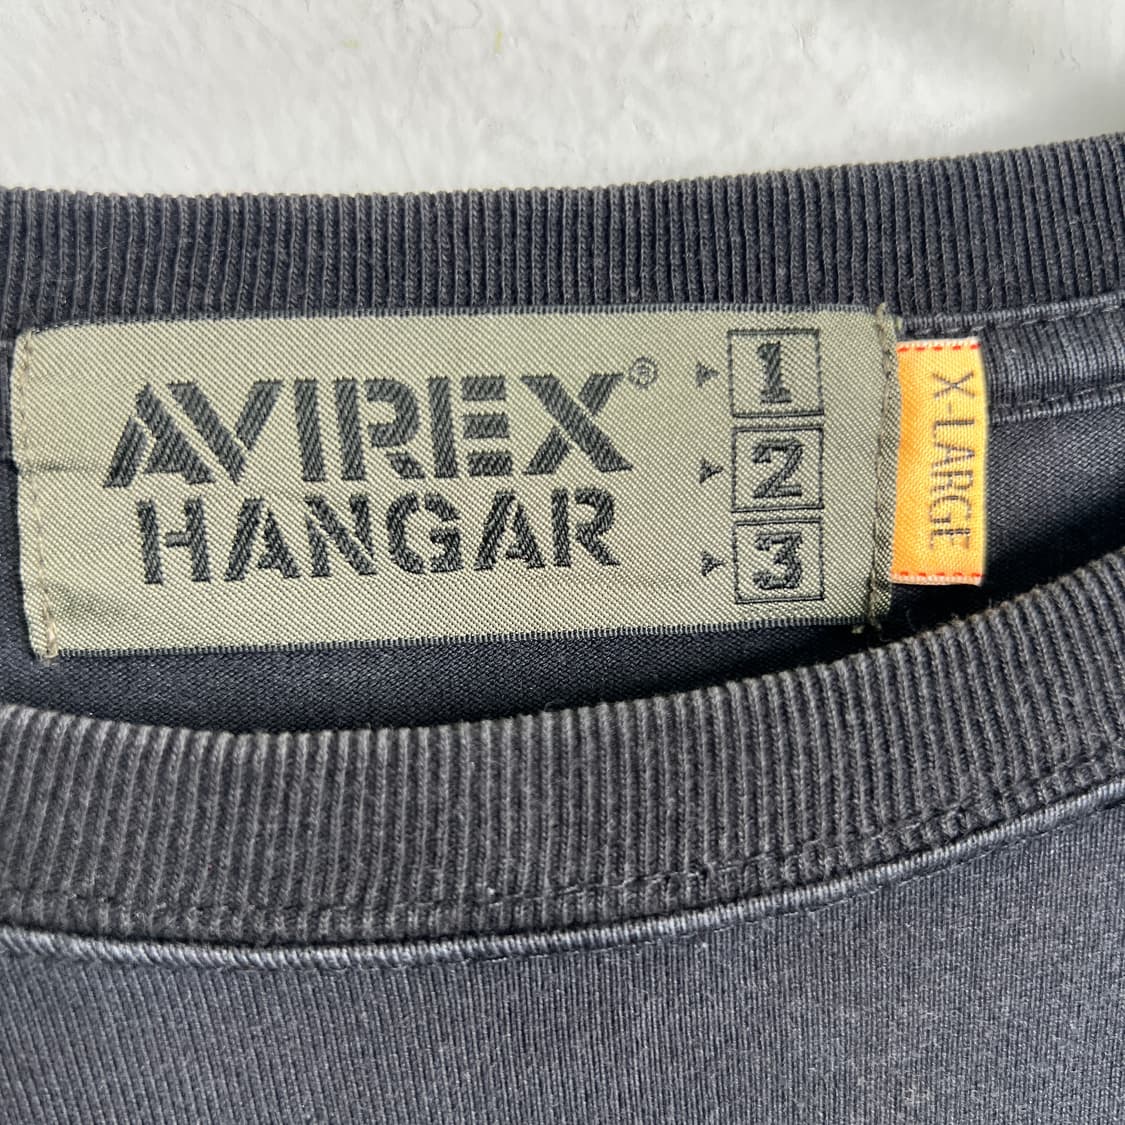 AVIREX®
HANGAR
1
2
3
X-LARGE